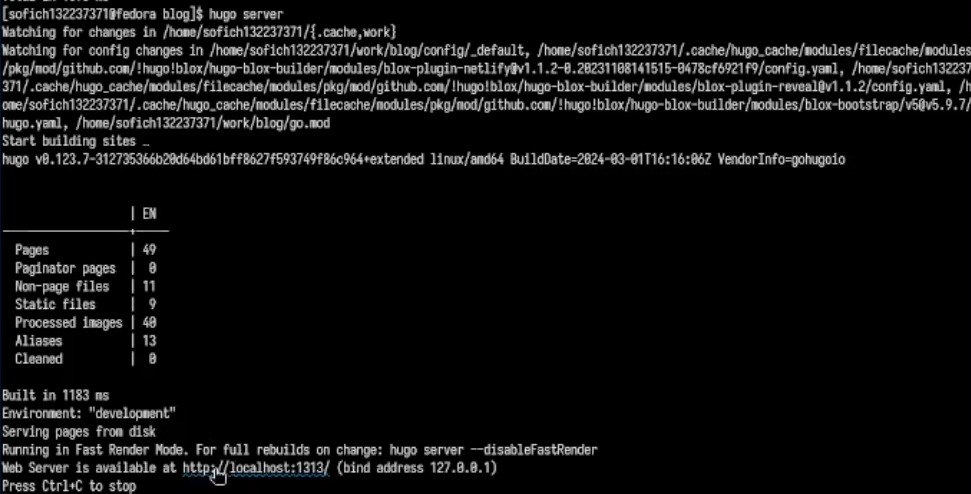 [sofich132237371@fedora blog]$ hugo server
Watching for changes in /home/sofich132237371/{.cache,work}
Watching for config changes in /home/sofich132237371/work/blog/config/_default, /home/sofich132237371/.cache/hugo_cache/modules/filecache/modules
/pkg/mod/github.com/!hugo!blox/hugo-blox-builder/modules/blox-plugin-netlify@v1.1.2-0.20231108141515-0478cf6921f9/config.yaml, /home/sofich132237
371/.cache/hugo_cache/modules/filecache/modules/pkg/mod/github.com/!hugo!blox/hugo-blox-builder/modules/blox-plugin-reveal@v1.1.2/config.yaml, /h
ome/sofich132237371/.cache/hugo_cache/modules/filecache/modules/pkg/mod/github.com/!hugo!blox/hugo-blox-builder/modules/blox-bootstrap/v5@v5.9.7/
hugo.yaml, /home/sofich132237371/work/blog/go.mod
Start building sites …
hugo v0.123.7-312735366b20d64bd61bff8627f593749f86c964+extended linux/amd64 BuildDate=2024-03-01T16:16:06Z VendorInfo=gohugoio
| EN
Pages | 49
Paginator pages | 0
Non-page files | 11
Static files | 9
Processed images | 40
Aliases | 13
Cleaned | 0
Built in 1183 ms
Environment: "development"
Serving pages from disk
Running in Fast Render Mode. For full rebuilds on change: hugo server --disableFastRender
Web Server is available at http://localhost:1313/ (bind address 127.0.0.1)
Press Ctrl+C to stop